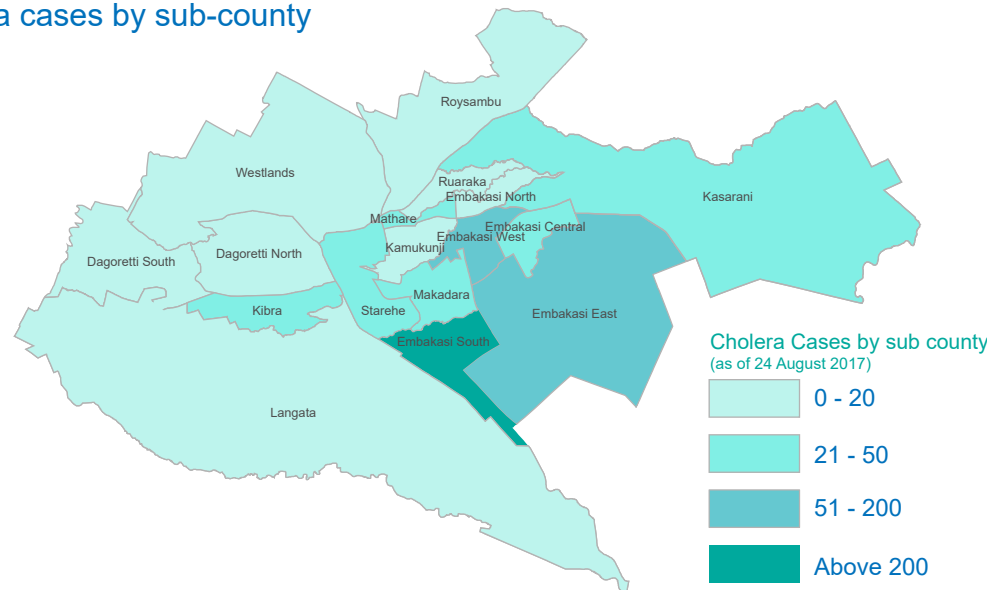 a cases by sub-county
Roysambu
Westlands
Ruaraka
Embakasi North
Kasarani
Mathare
Embakasi Central
Embakasi West
Kamukunji
Dagoretti North
Dagoretti South
Makadara
Kibra
Starehe
Embakasi East
Embakasi South
Langata
Cholera Cases by sub county
(as of 24 August 2017)
0 - 20
21 - 50
51 - 200
Above 200